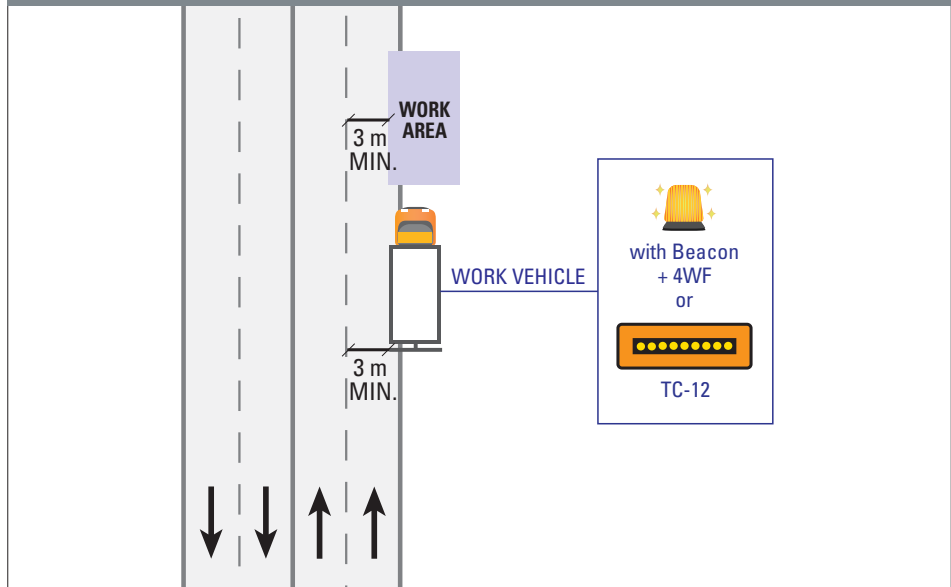 WORK
AREA
3 m
MIN.
WORK VEHICLE
with Beacon
+ 4WF
or
TC-12
3 m
MIN.